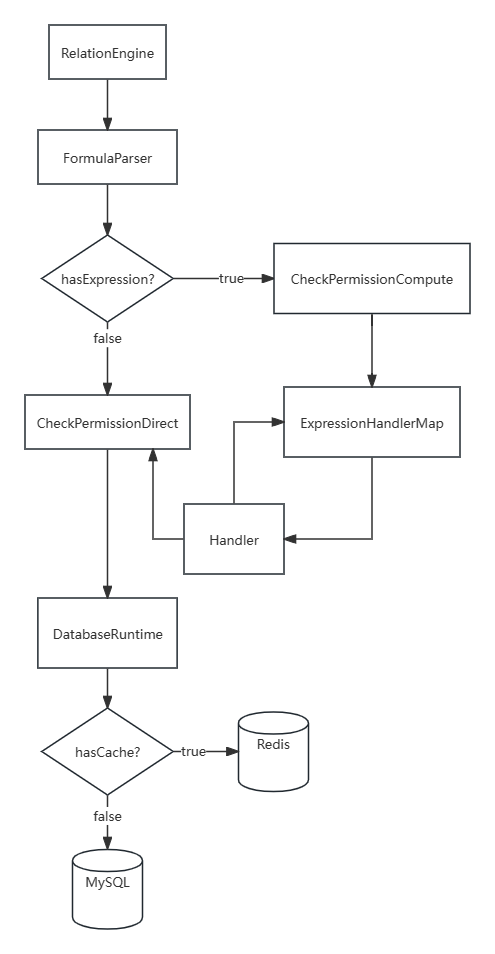 RelationEngine
FormulaParser
hasExpression?
true
CheckPermissionCompute
false
CheckPermissionDirect
ExpressionHandlerMap
Handler
DatabaseRuntime
hasCache?
true
Redis
false
MySQL